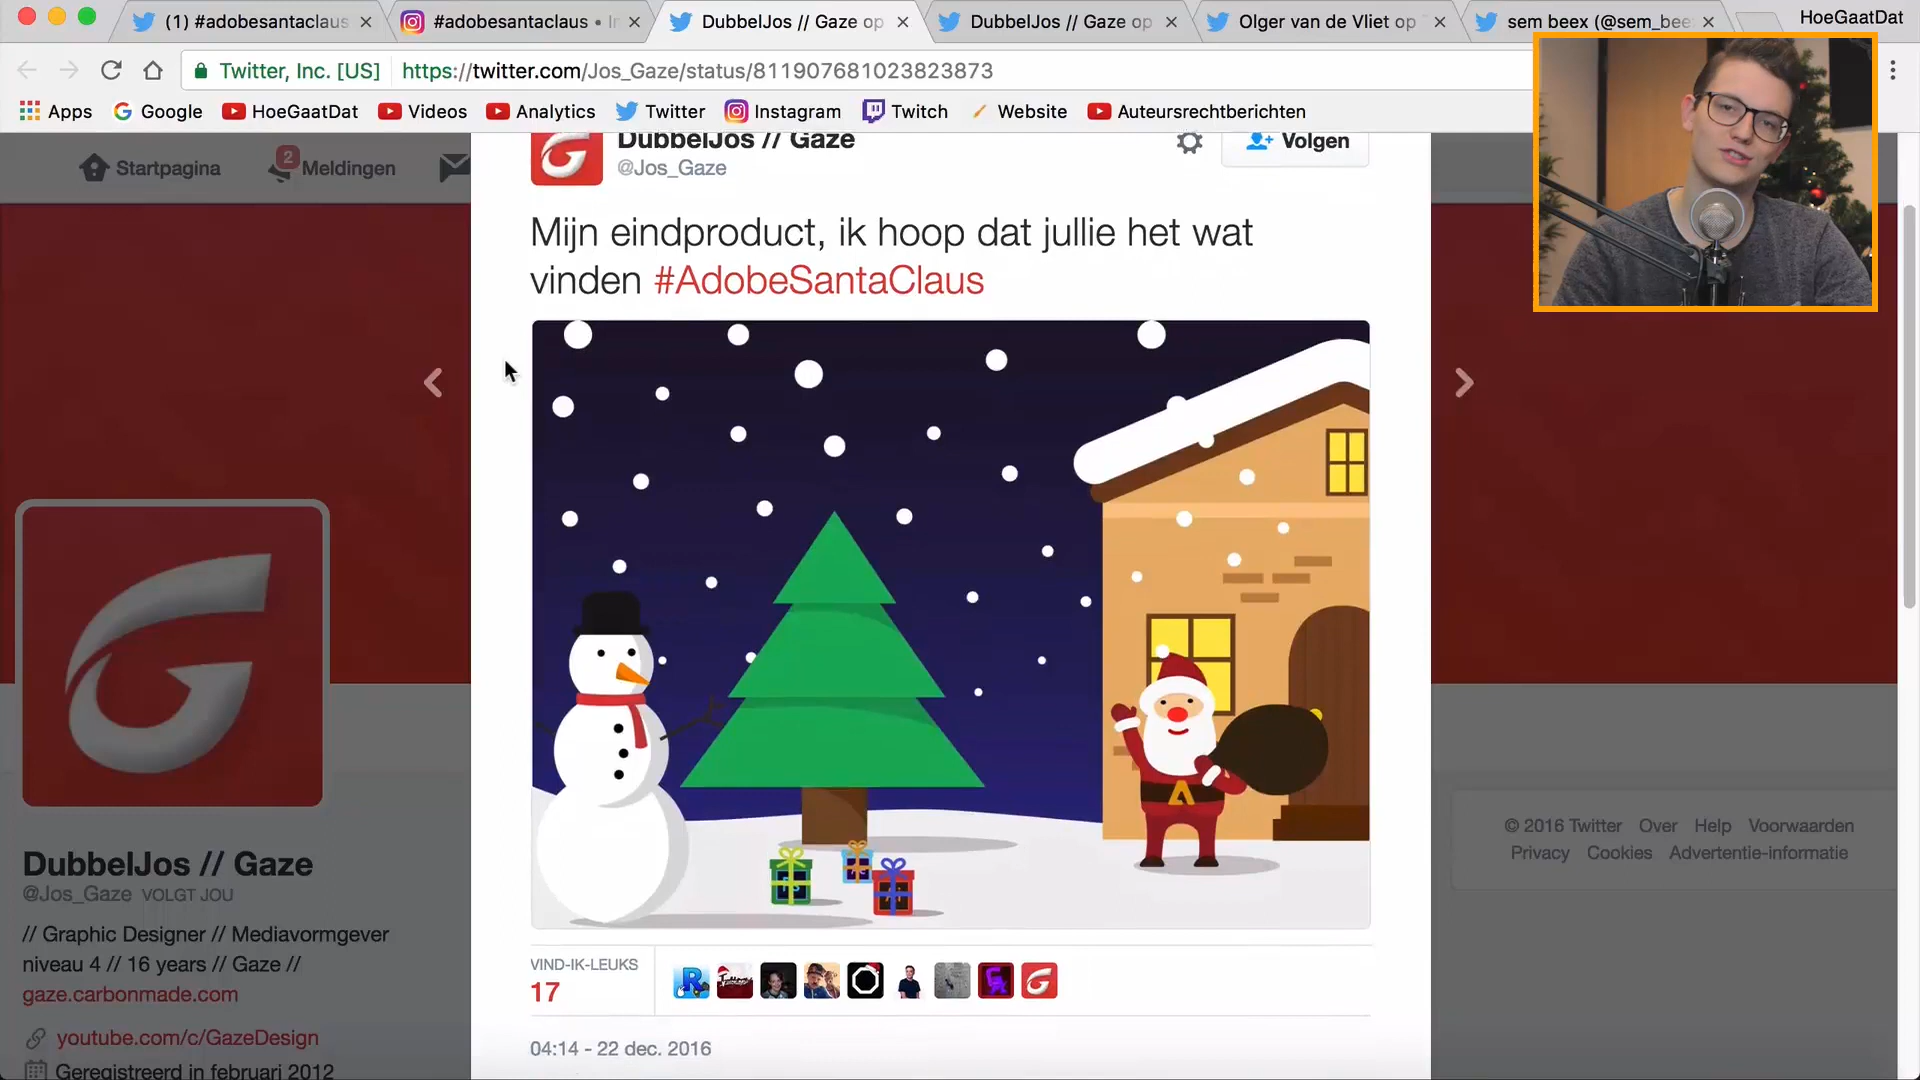 (1) #adobesantaclaus
#adobesantaclaus • In
DubbelJos // Gaze op
DubbelJos // Gaze op
Olger van de Vliet op
sem beex (@sem_bee
HoeGaatDat
Twitter, Inc. [US]
https://twitter.com/Jos_Gaze/status/811907681023823873
Apps
Google
HoeGaatDat
Videos
Analytics
Twitter
Instagram
Twitch
Website
Auteursrechtberichten
Startpagina
2
Meldingen
DubbelJos // Gaze
@Jos_Gaze
Volgen
Mijn eindproduct, ik hoop dat jullie het wat
vinden #AdobeSantaClaus
VIND-IK-LEUKS
17
04:14 - 22 dec. 2016
DubbelJos // Gaze
@Jos_Gaze VOLGT JOU
// Graphic Designer // Mediavormgever
niveau 4 // 16 years // Gaze //
gaze.carbonmade.com
youtube.com/c/GazeDesign
Geregistreerd in februari 2012
© 2016 Twitter Over Help Voorwaarden
Privacy Cookies Advertentie-informatie